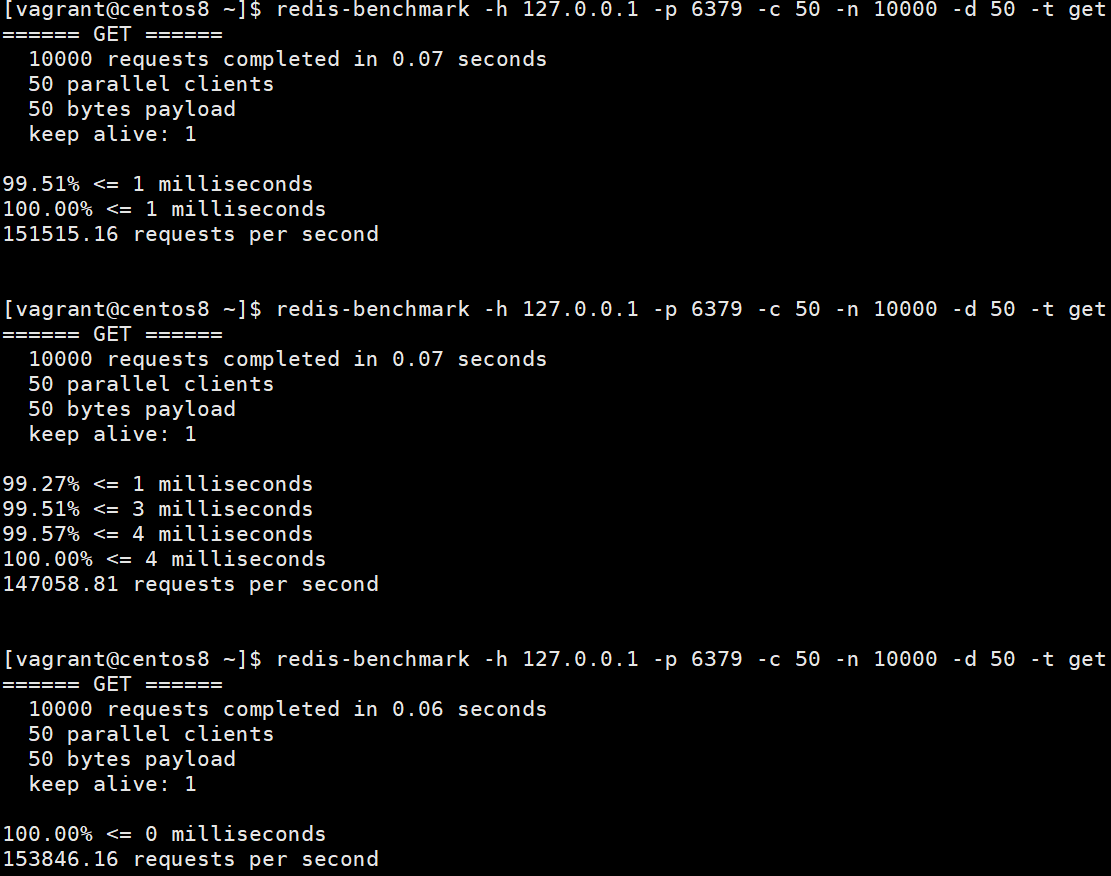 [vagrant@centos8 ~]$ redis-benchmark -h 127.0.0.1 -p 6379 -c 50 -n 10000 -d 50 -t get
====== GET ======
  10000 requests completed in 0.07 seconds
  50 parallel clients
  50 bytes payload
  keep alive: 1

99.51% <= 1 milliseconds
100.00% <= 1 milliseconds
151515.16 requests per second


[vagrant@centos8 ~]$ redis-benchmark -h 127.0.0.1 -p 6379 -c 50 -n 10000 -d 50 -t get
====== GET ======
  10000 requests completed in 0.07 seconds
  50 parallel clients
  50 bytes payload
  keep alive: 1

99.27% <= 1 milliseconds
99.51% <= 3 milliseconds
99.57% <= 4 milliseconds
100.00% <= 4 milliseconds
147058.81 requests per second


[vagrant@centos8 ~]$ redis-benchmark -h 127.0.0.1 -p 6379 -c 50 -n 10000 -d 50 -t get
====== GET ======
  10000 requests completed in 0.06 seconds
  50 parallel clients
  50 bytes payload
  keep alive: 1

100.00% <= 0 milliseconds
153846.16 requests per second